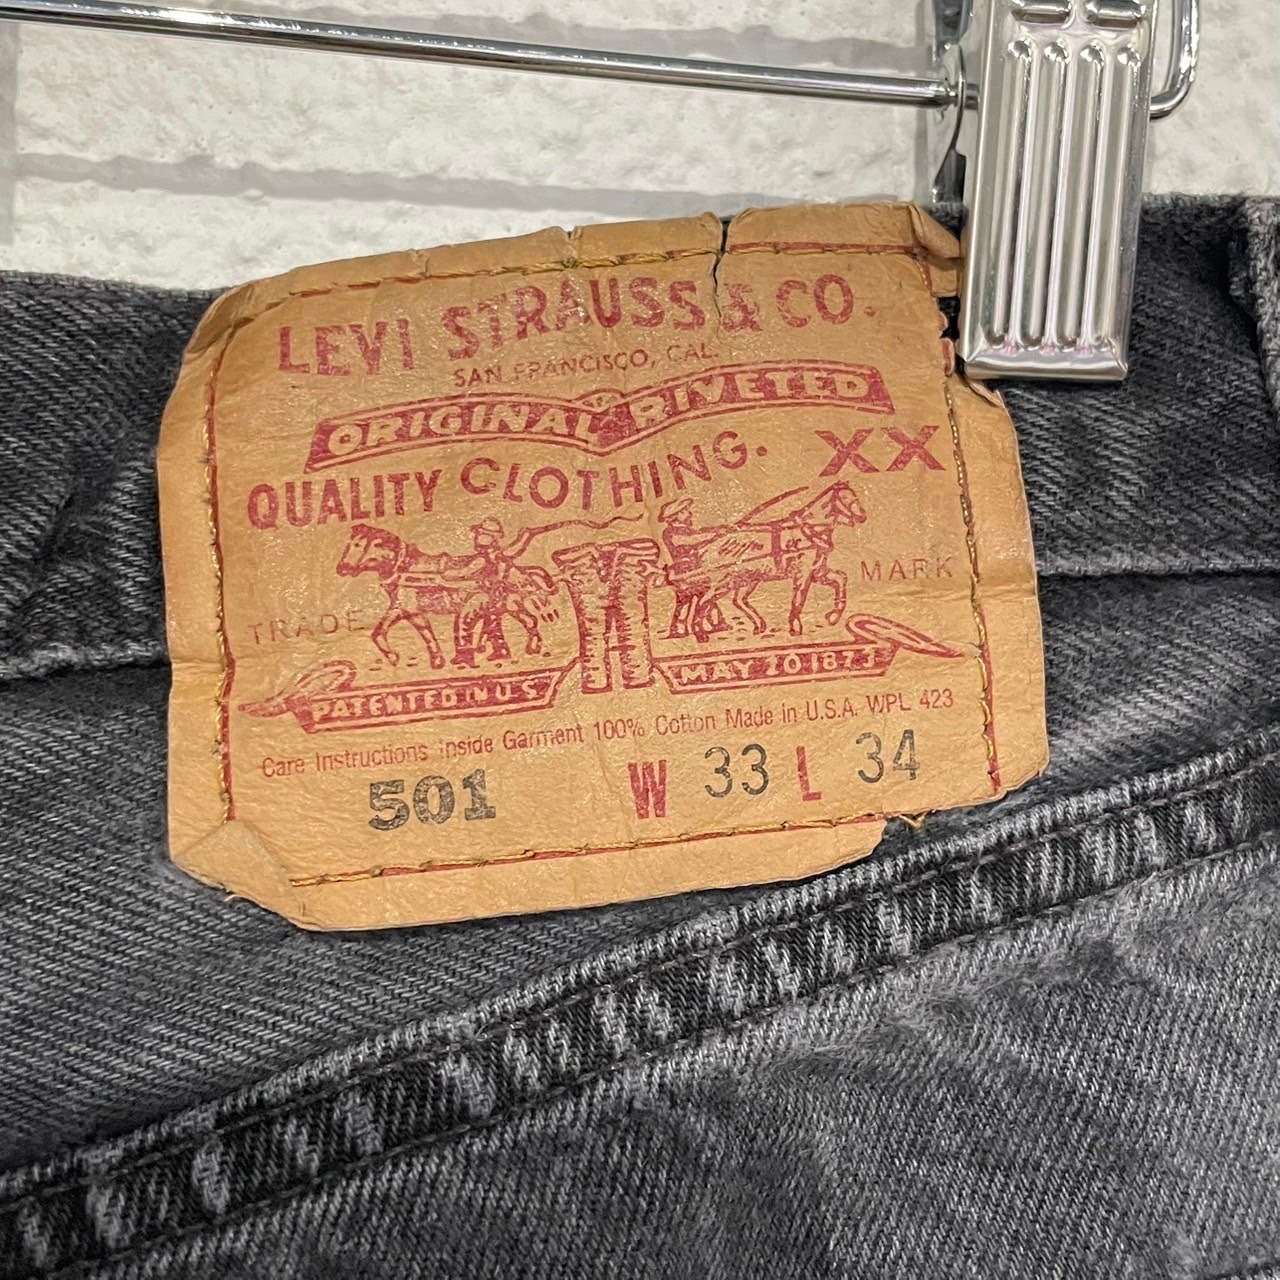 LEVI STRAUSS & CO.
SAN FRANCISCO, CAL.
ORIGINAL RIVETED
QUALITY CLOTHING. XX
TRADE MARK
PATENTED IN U.S. MAY 20 1873
Care Instructions Inside Garment 100% Cotton Made in U.S.A. WPL 423
501 W 33 L 34